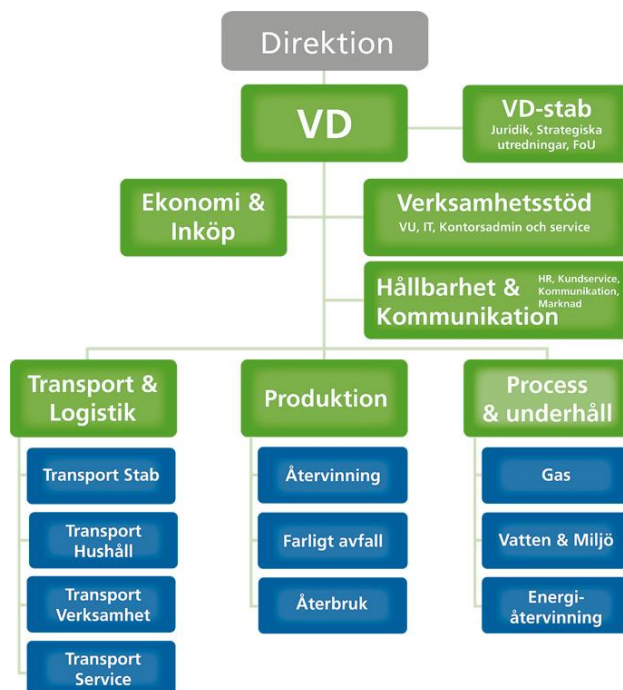 Direktion
VD
VD-stab
Juridik, Strategiska
utredningar, FoU
Ekonomi &
Inköp
Verksamhetsstöd
VU, IT, Kontorsadmin och service
Hållbarhet &
Kommunikation
HR, Kundservice,
Kommunikation,
Marknad
Transport &
Logistik
Transport Stab
Transport
Hushåll
Transport
Verksamhet
Transport
Service
Produktion
Återvinning
Farligt avfall
Återbruk
Process
& underhåll
Gas
Vatten & Miljö
Energi-
återvinning